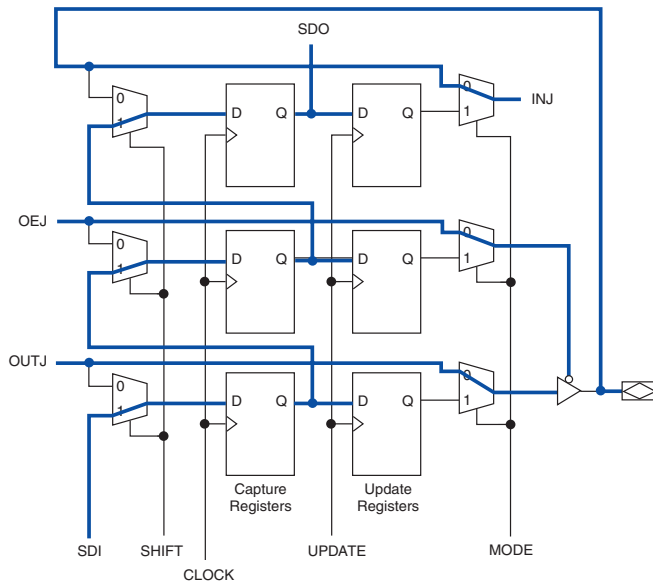 SDO
0
1
D Q
D Q
0
1
INJ
OEJ
0
1
D Q
D Q
0
1
OUTJ
0
1
D Q
D Q
0
1
Capture
Registers
Update
Registers
SDI
SHIFT
CLOCK
UPDATE
MODE